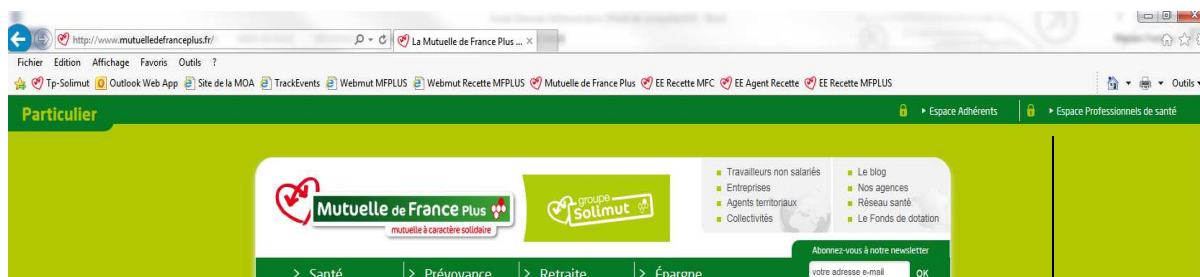 http://www.mutuelledefranceplus.fr/
La Mutuelle de France Plus ...
Fichier Edition Affichage Favoris Outils ?
Tp-Solimut Outlook Web App Site de la MOA TrackEvents Webmut MFPLUS Webmut Recette MFPLUS Mutuelle de France Plus EE Recette MFC EE Agent Recette EE Recette MFPLUS Outils
Particulier Espace Adhérents Espace Professionnels de santé
Travailleurs non salariés Le blog
Entreprises Nos agences
Agents territoriaux Réseau santé
Collectivités Le Fonds de dotation
Mutuelle de France Plus groupe Solimut
mutuelle à caractère solidaire
Abonnez-vous à notre newsletter
> Santé > Prévoyance > Retraite > Épargne votre adresse e-mail OK